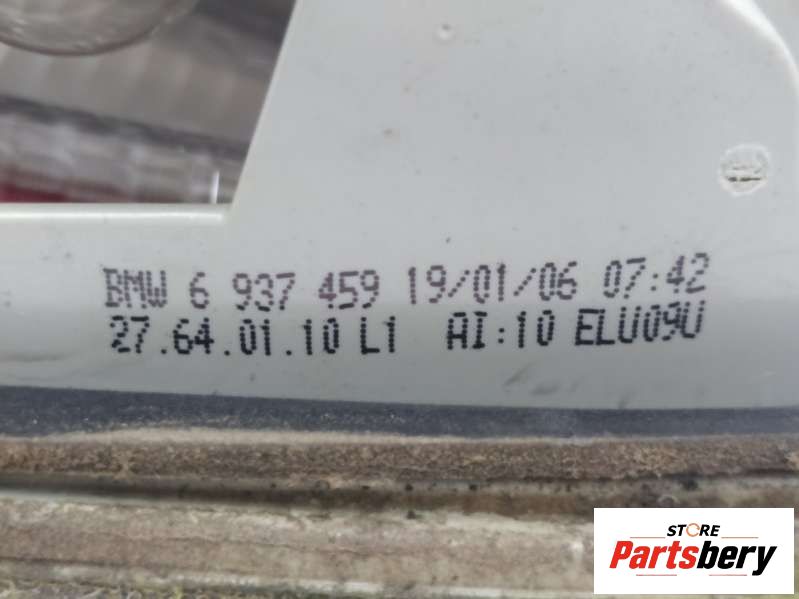 BMW 6 937 459 19/01/06 07:42
27.64.01.10 L1 AI:10 ELU09U
STORE
Partsbery